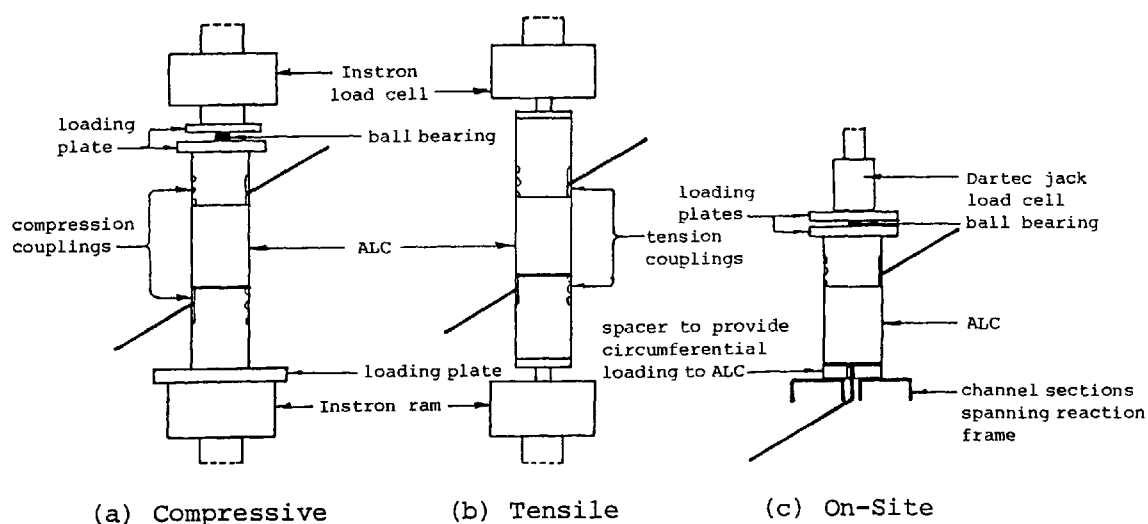 Instron
load cell
loading
plate
ball bearing
compression
couplings
ALC
tension
couplings
loading plate
Instron ram
Dartec jack
load cell
loading
plates
ball bearing
ALC
spacer to provide
circumferential
loading to ALC
channel sections
spanning reaction
frame
(a) Compressive
(b) Tensile
(c) On-Site